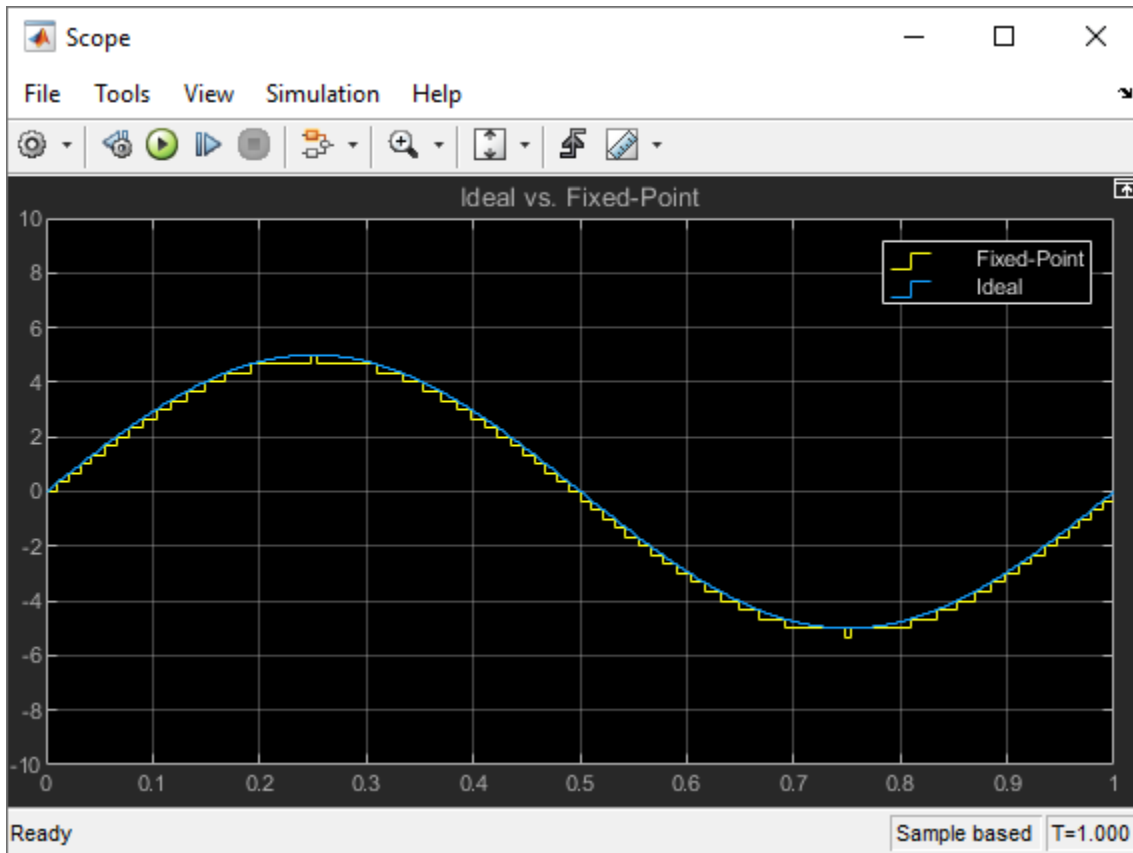 Scope
File Tools View Simulation Help
Ideal vs. Fixed-Point
Fixed-Point
Ideal
10
8
6
4
2
0
-2
-4
-6
-8
-10
0 0.1 0.2 0.3 0.4 0.5 0.6 0.7 0.8 0.9 1
Ready Sample based T=1.000